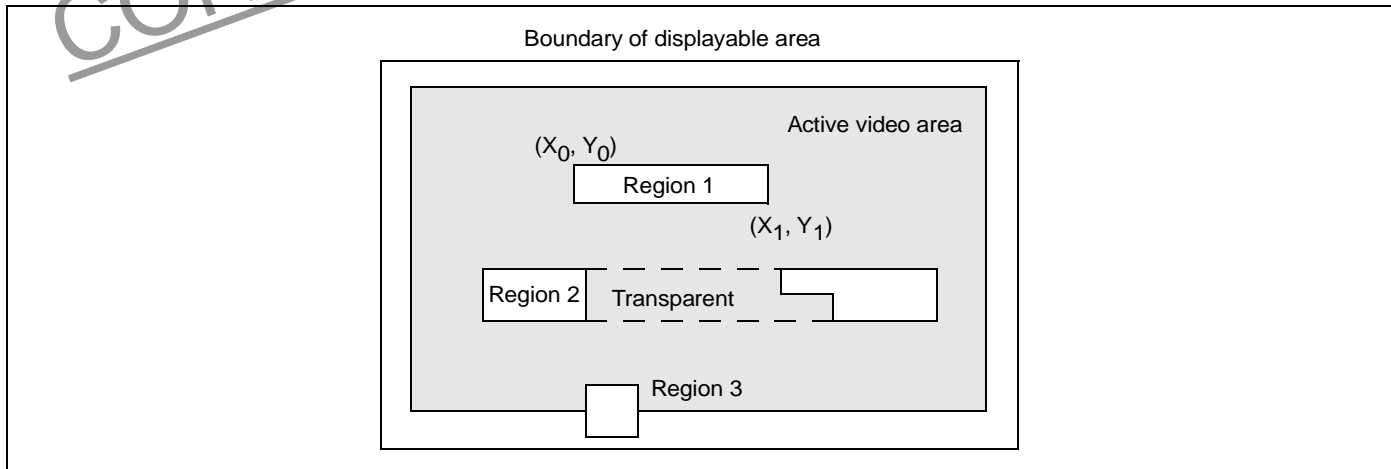 Boundary of displayable area
Active video area
(X0, Y0)
Region 1
(X1, Y1)
Region 2
Transparent
Region 3